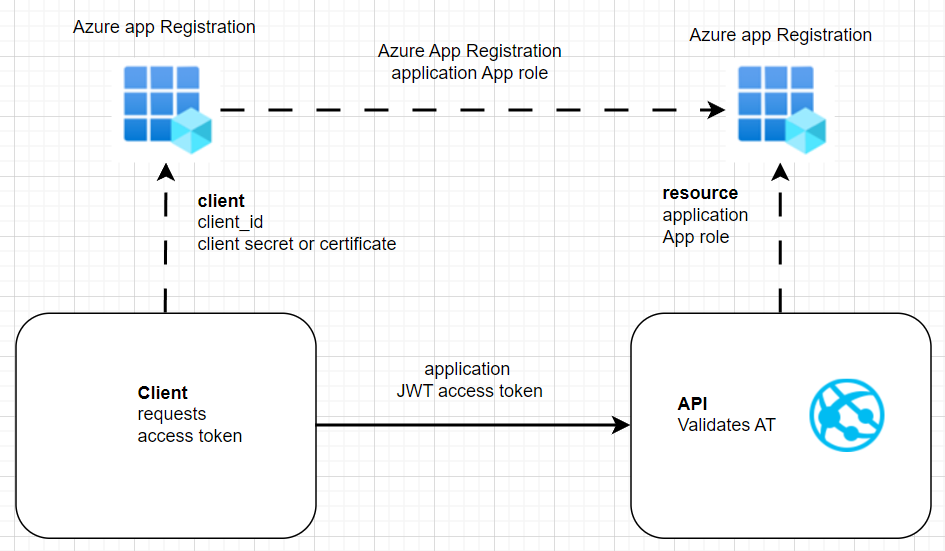 Azure app Registration
Azure App Registration
application App role
Azure app Registration
client
client_id
client secret or certificate
resource
application
App role
Client
requests
access token
application
JWT access token
API
Validates AT